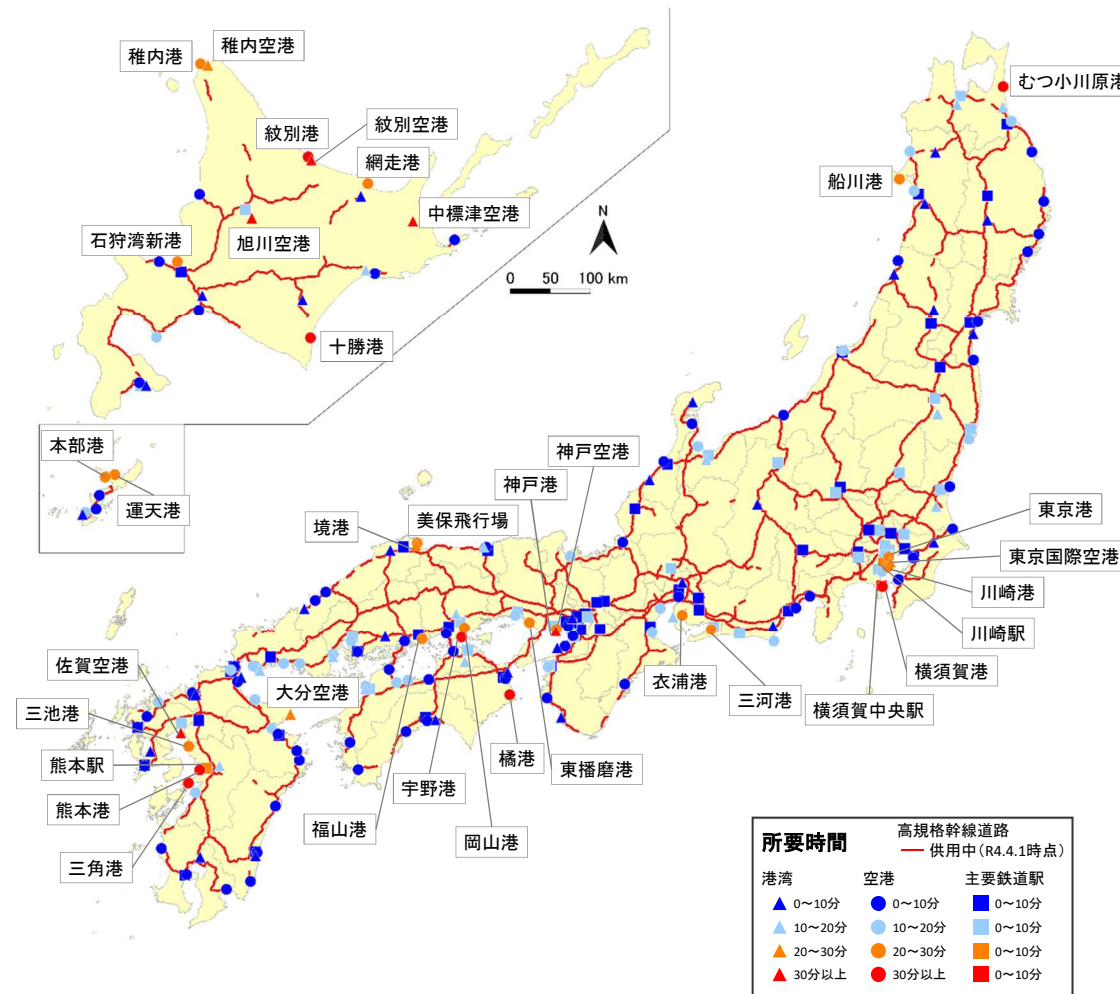 稚内港
稚内空港
むつ小川原港
紋別港
紋別空港
網走港
船川港
中標津空港
石狩湾新港
旭川空港
N
0 50 100 km
十勝港
本部港
運天港
神戸空港
神戸港
境港
美保飛行場
東京港
東京国際空港
川崎港
川崎駅
佐賀空港
大分空港
衣浦港
三河港
横須賀港
横須賀中央駅
三池港
熊本駅
橘港
東播磨港
宇野港
熊本港
福山港
岡山港
三角港
所要時間
高規格幹線道路
供用中(R4.4.1時点)
港湾 空港 主要鉄道駅
0～10分 0～10分 0～10分
10～20分 10～20分 0～10分
20～30分 20～30分 0～10分
30分以上 30分以上 0～10分